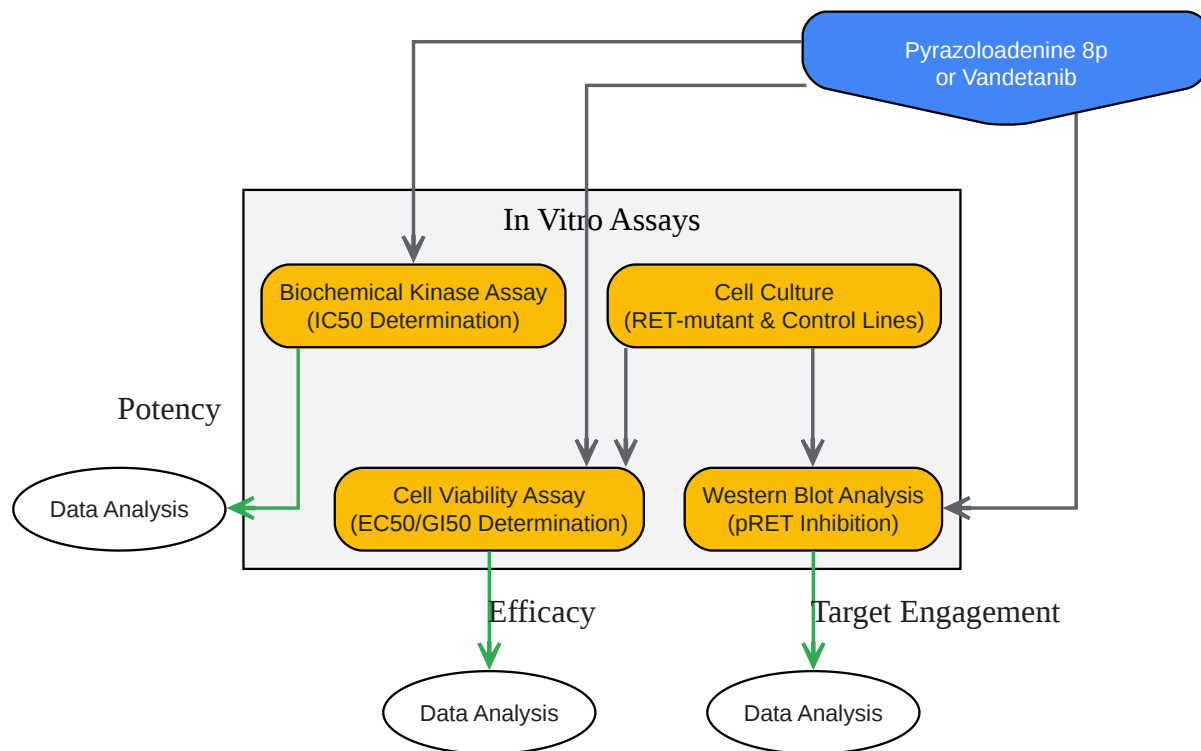 Pyrazoloadenine 8p
or Vandetanib
In Vitro Assays
Biochemical Kinase Assay
(IC50 Determination)
Cell Culture
(RET-mutant & Control Lines)
Potency
Data Analysis
Cell Viability Assay
(EC50/GI50 Determination)
Western Blot Analysis
(pRET Inhibition)
Efficacy
Target Engagement
Data Analysis
Data Analysis